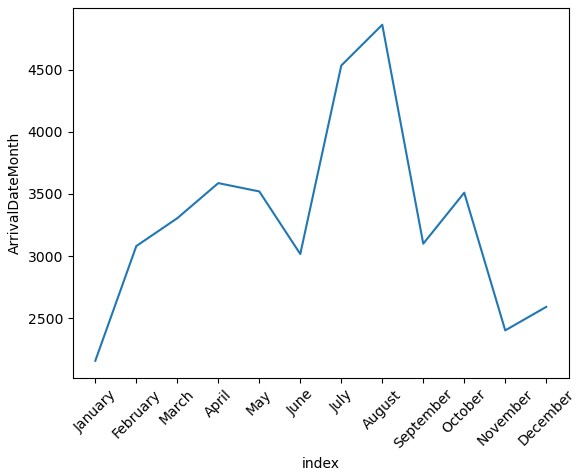 ArrivalDateMonth
4500
4000
3500
3000
2500
January
February
March
April
May
June
July
August
September
October
November
December
index